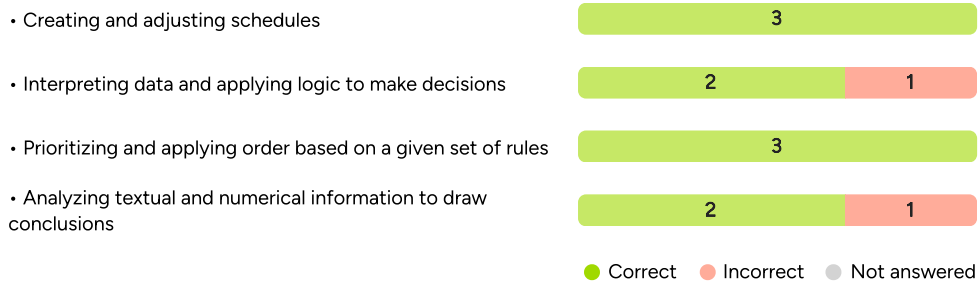 • Creating and adjusting schedules
3
• Interpreting data and applying logic to make decisions
2 1
• Prioritizing and applying order based on a given set of rules
3
• Analyzing textual and numerical information to draw
conclusions
2 1
Correct Incorrect Not answered